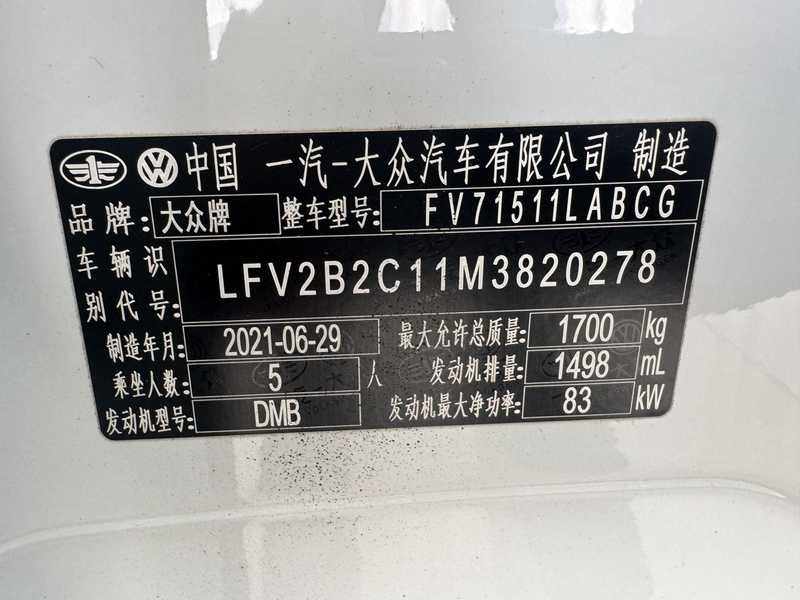 中国 一汽-大众汽车有限公司 制造
品牌: 大众牌 整车型号: FV71511LABCG
车辆识别代号: LFV2B2C11M3820278
制造年月: 2021-06-29 最大允许总质量: 1700 kg
乘坐人数: 5 人 发动机排量: 1498 mL
发动机型号: DMB 发动机最大净功率: 83 kW